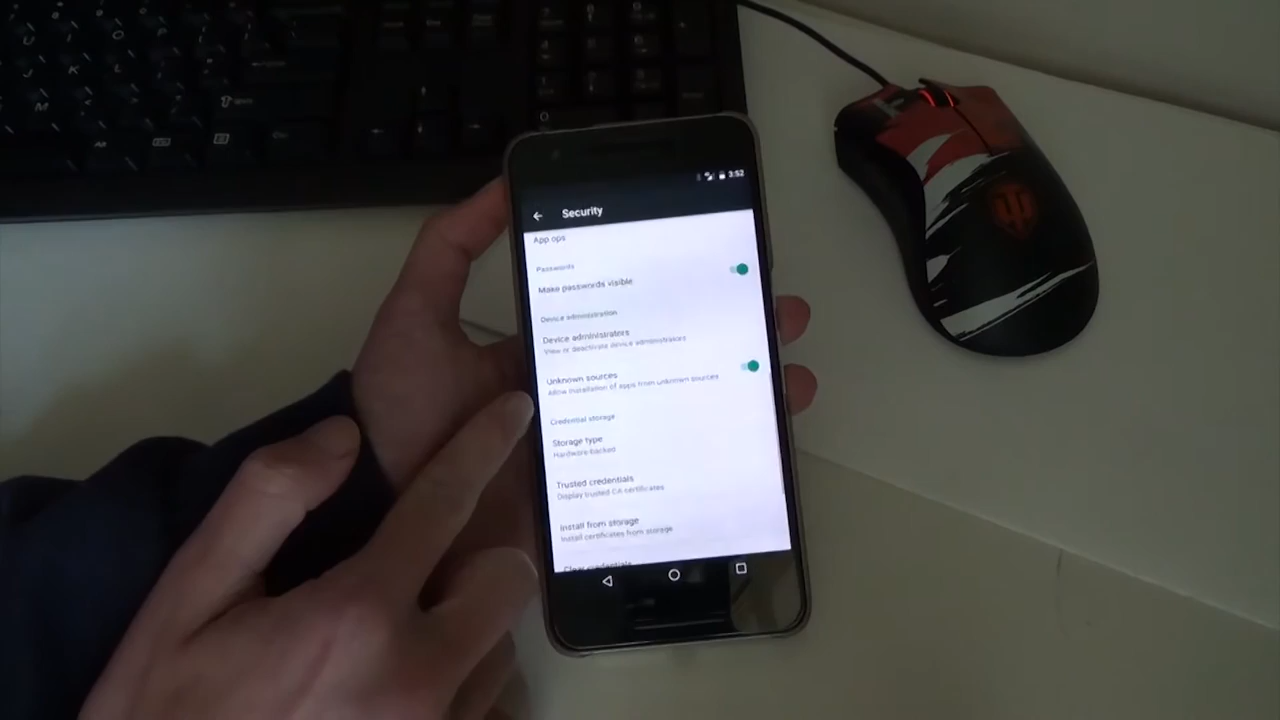 3:52
Security
App ops
Passwords
Make passwords visible
Device administration
Device administrators
View or deactivate device administrators
Unknown sources
Allow installation of apps from unknown sources
Credential storage
Storage type
Hardware-backed
Trusted credentials
Display trusted CA certificates
Install from storage
Install certificates from storage
Clear credentials